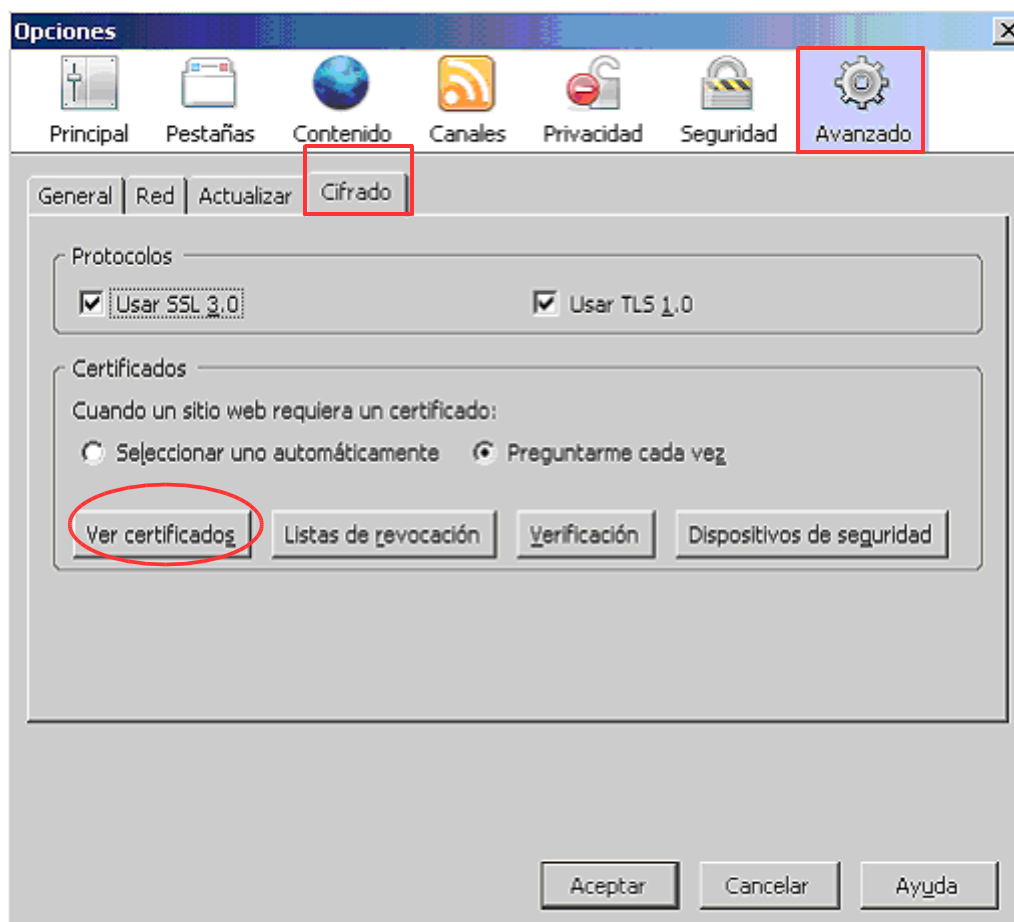 Opciones
Principal Pestañas Contenido Canales Privacidad Seguridad Avanzado
General Red Actualizar Cifrado
Protocolos
Usar SSL 3.0 Usar TLS 1.0
Certificados
Cuando un sitio web requiera un certificado:
Seleccionar uno automáticamente Preguntarme cada vez
Ver certificados Listas de revocación Verificación Dispositivos de seguridad
Aceptar Cancelar Ayuda